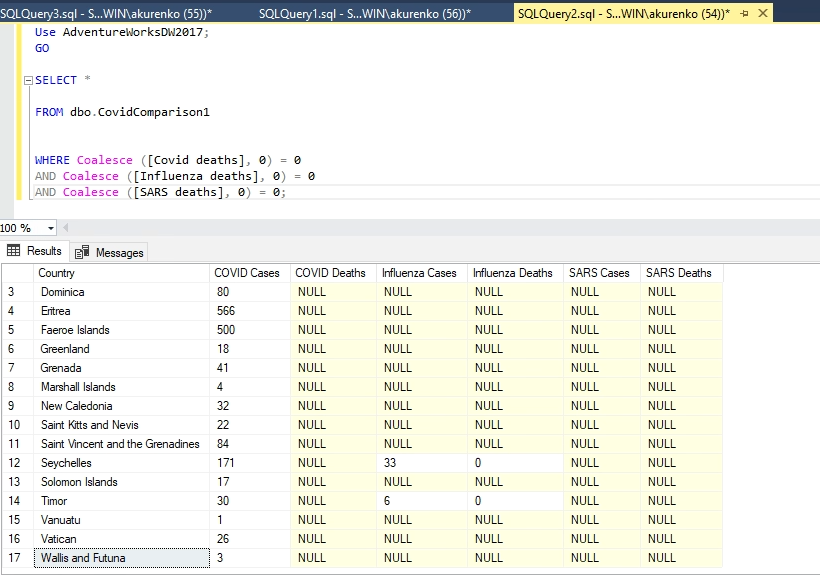 SQLQuery3.sql - S...WIN\akurenko (55))* SQLQuery1.sql - S...WIN\akurenko (56))* SQLQuery2.sql - S...WIN\akurenko (54))*
Use AdventureWorksDW2017;
GO
SELECT *
FROM dbo.CovidComparison1
WHERE Coalesce ([Covid deaths], 0) = 0
AND Coalesce ([Influenza deaths], 0) = 0
AND Coalesce ([SARS deaths], 0) = 0;
100 %
Results Messages
Country COVID Cases COVID Deaths Influenza Cases Influenza Deaths SARS Cases SARS Deaths
3 Dominica 80 NULL NULL NULL NULL NULL
4 Eritrea 566 NULL NULL NULL NULL NULL
5 Faeroe Islands 500 NULL NULL NULL NULL NULL
6 Greenland 18 NULL NULL NULL NULL NULL
7 Grenada 41 NULL NULL NULL NULL NULL
8 Marshall Islands 4 NULL NULL NULL NULL NULL
9 New Caledonia 32 NULL NULL NULL NULL NULL
10 Saint Kitts and Nevis 22 NULL NULL NULL NULL NULL
11 Saint Vincent and the Grenadines 84 NULL NULL NULL NULL NULL
12 Seychelles 171 NULL 33 0 NULL NULL
13 Solomon Islands 17 NULL NULL NULL NULL NULL
14 Timor 30 NULL 6 0 NULL NULL
15 Vanuatu 1 NULL NULL NULL NULL NULL
16 Vatican 26 NULL NULL NULL NULL NULL
17 Wallis and Futuna 3 NULL NULL NULL NULL NULL